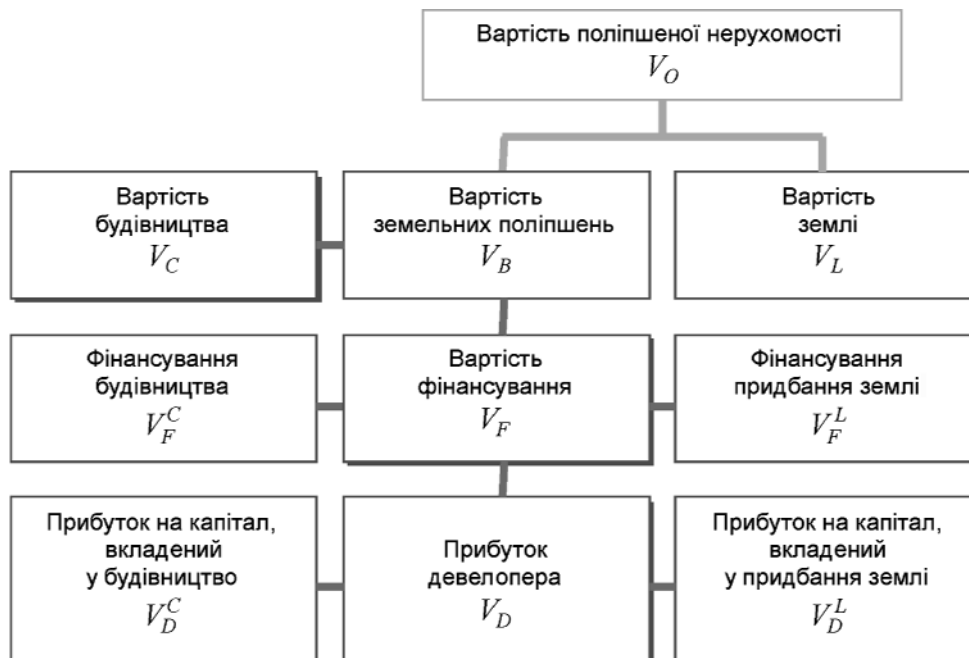 Вартість поліпшеної нерухомості
V_O
Вартість
будівництва
V_C
Вартість
земельних поліпшень
V_B
Вартість
землі
V_L
Фінансування
будівництва
V_F^C
Вартість
фінансування
V_F
Фінансування
придбання землі
V_F^L
Прибуток на капітал,
вкладений
у будівництво
V_D^C
Прибуток
девелопера
V_D
Прибуток на капітал,
вкладений
у придбання землі
V_D^L